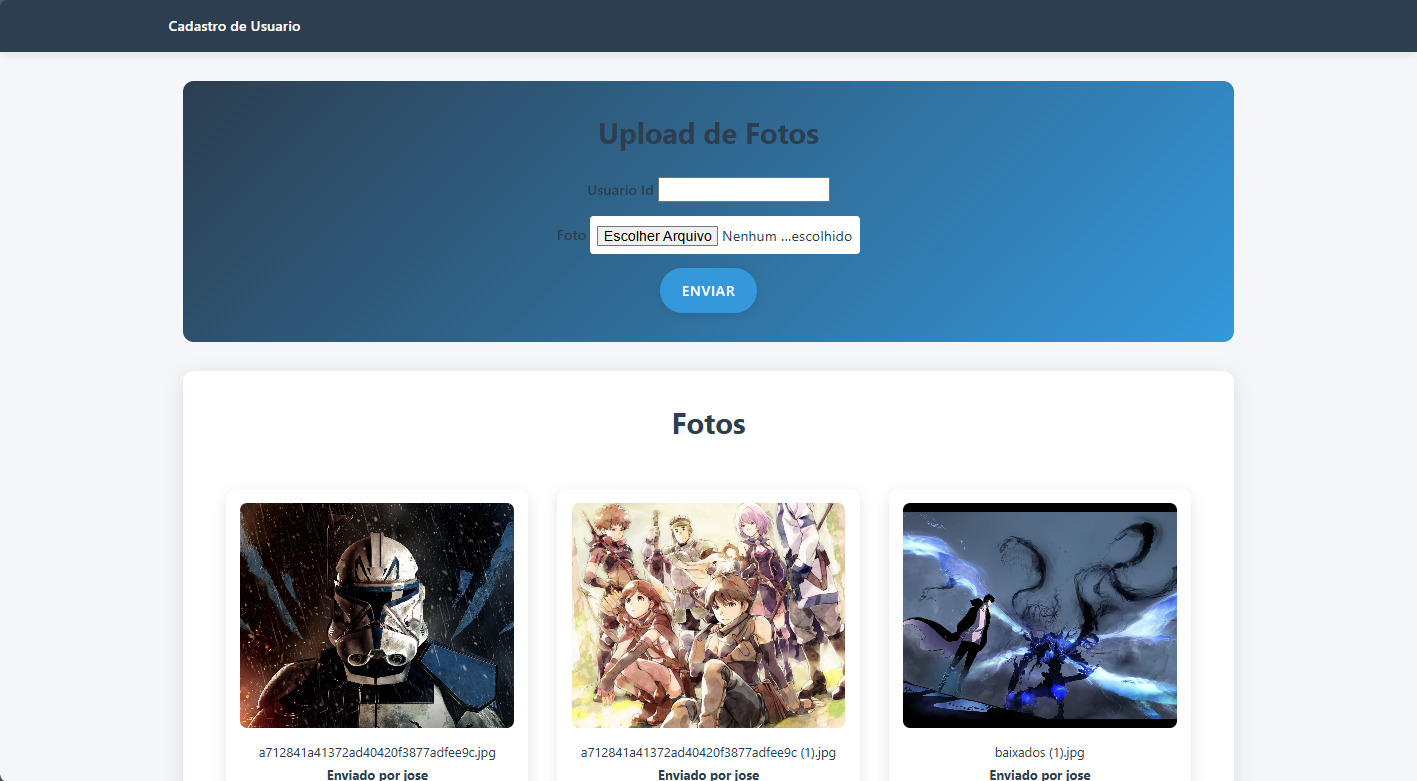 Cadastro de Usuario
Upload de Fotos
Usuario Id
Foto Escolher Arquivo Nenhum ...escolhido
ENVIAR
Fotos
a712841a41372ad40420f3877adfee9c.jpg
Enviado por jose
a712841a41372ad40420f3877adfee9c (1).jpg
Enviado por jose
baixados (1).jpg
Enviado por jose